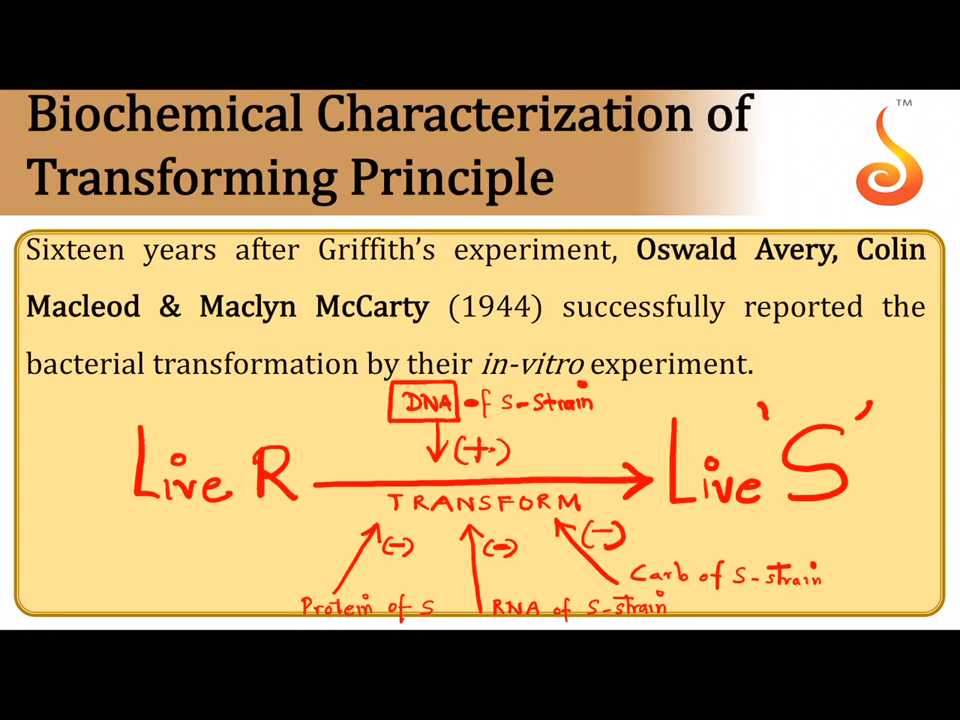 Biochemical Characterization of
Transforming Principle
TM
Sixteen years after Griffith's experiment, Oswald Avery, Colin
Macleod & Maclyn McCarty (1944) successfully reported the
bacterial transformation by their in-vitro experiment.
DNA of S-Strain
(+)
Live R
Live 'S'
TRANSFORM
(-) (-) (-)
Carb of S-strain
Protein of S RNA of S-strain